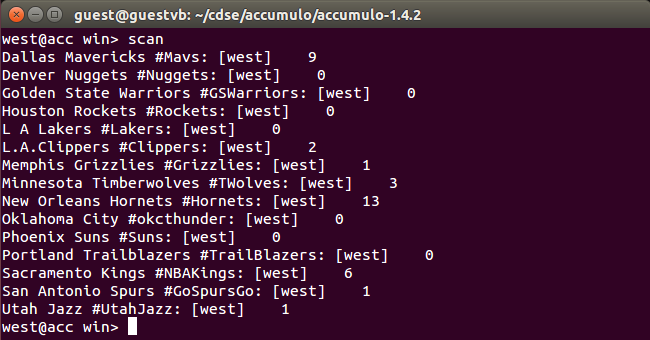 guest@guestvb: ~/cdse/accumulo/accumulo-1.4.2
west@acc win> scan
Dallas Mavericks #Mavs: [west]    9
Denver Nuggets #Nuggets: [west]    0
Golden State Warriors #GSWarriors: [west]    0
Houston Rockets #Rockets: [west]    0
L A Lakers #Lakers: [west]    0
L.A.Clippers #Clippers: [west]    2
Memphis Grizzlies #Grizzlies: [west]    1
Minnesota Timberwolves #TWolves: [west]    3
New Orleans Hornets #Hornets: [west]    13
Oklahoma City #okcthunder: [west]    0
Phoenix Suns #Suns: [west]    0
Portland Trailblazers #TrailBlazers: [west]    0
Sacramento Kings #NBAKings: [west]    6
San Antonio Spurs #GoSpursGo: [west]    1
Utah Jazz #UtahJazz: [west]    1
west@acc win>